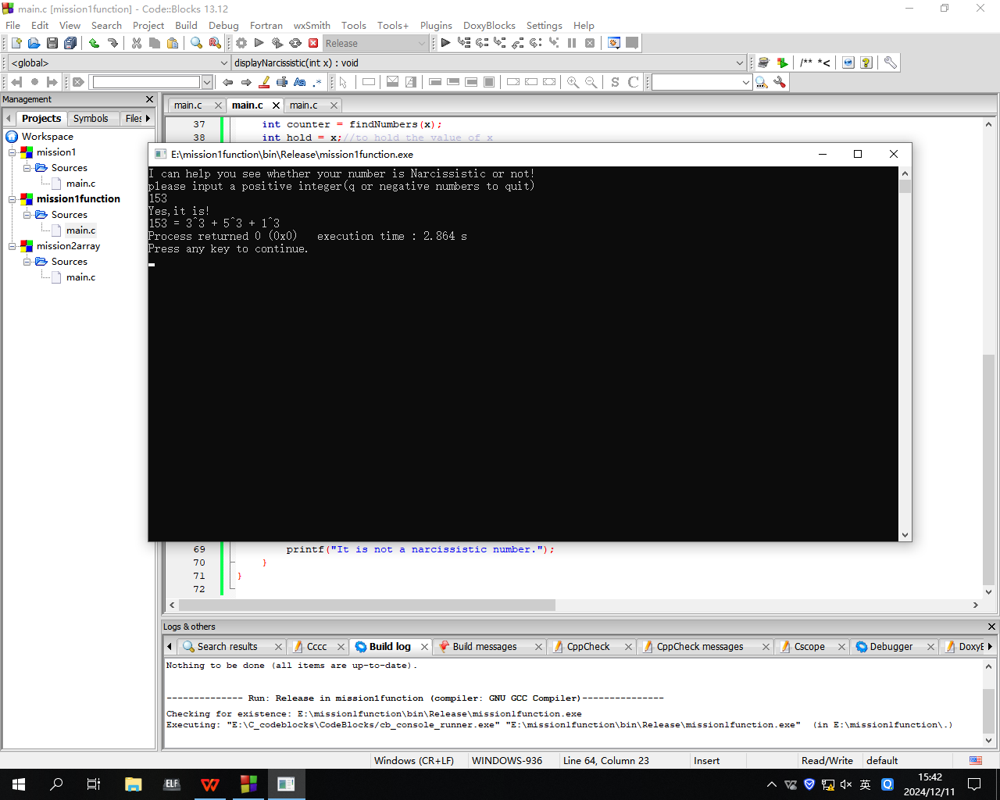 main.c [mission1function] - Code::Blocks 13.12
File Edit View Search Project Build Debug Fortran wxSmith Tools Tools+ Plugins DoxyBlocks Settings Help
Release
<global>
displayNarcissistic(int x) : void
/** *<
Aa .*
S C
Management
Projects Symbols Files
Workspace
mission1
Sources
main.c
mission1function
Sources
main.c
mission2array
Sources
main.c
main.c main.c main.c
37 int counter = findNumbers(x);
38 int hold = x;//to hold the value of x
E:\mission1function\bin\Release\mission1function.exe
I can help you see whether your number is Narcissistic or not!
please input a positive integer(q or negative numbers to quit)
153
Yes,it is!
153 = 3^3 + 5^3 + 1^3
Process returned 0 (0x0)   execution time : 2.864 s
Press any key to continue.
69 printf("It is not a narcissistic number.");
70 }
71 }
72
Logs & others
Search results Cccc Build log Build messages CppCheck CppCheck messages Cscope Debugger DoxyB
Nothing to be done (all items are up-to-date).
-------------- Run: Release in mission1function (compiler: GNU GCC Compiler)---------------
Checking for existence: E:\mission1function\bin\Release\mission1function.exe
Executing: "E:\C_codeblocks\CodeBlocks/cb_console_runner.exe" "E:\mission1function\bin\Release\mission1function.exe"  (in E:\mission1function\.)
Windows (CR+LF) WINDOWS-936 Line 64, Column 23 Insert Read/Write default
ELF
英
15:42
2024/12/11